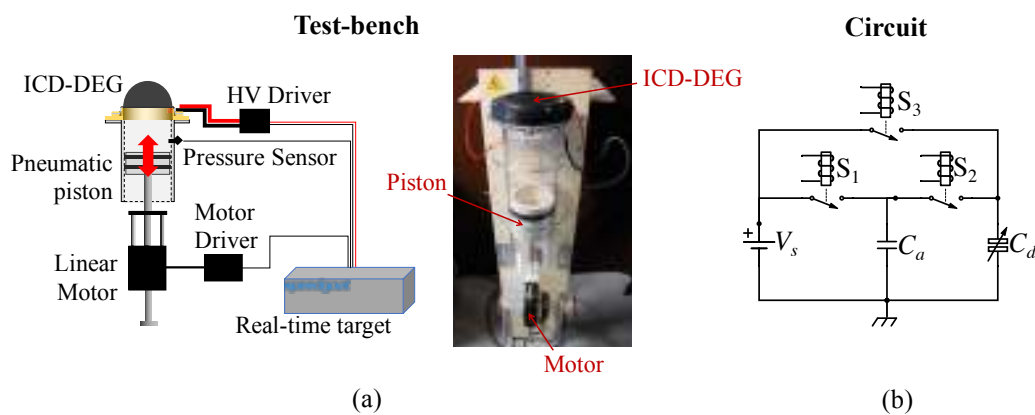 Test-bench
Circuit
ICD-DEG
HV Driver
Pressure Sensor
Pneumatic
piston
Motor
Driver
Linear
Motor
speedgoat
Real-time target
ICD-DEG
Piston
Motor
S3
S1
S2
+
Vs
Ca
Cd
(a)
(b)